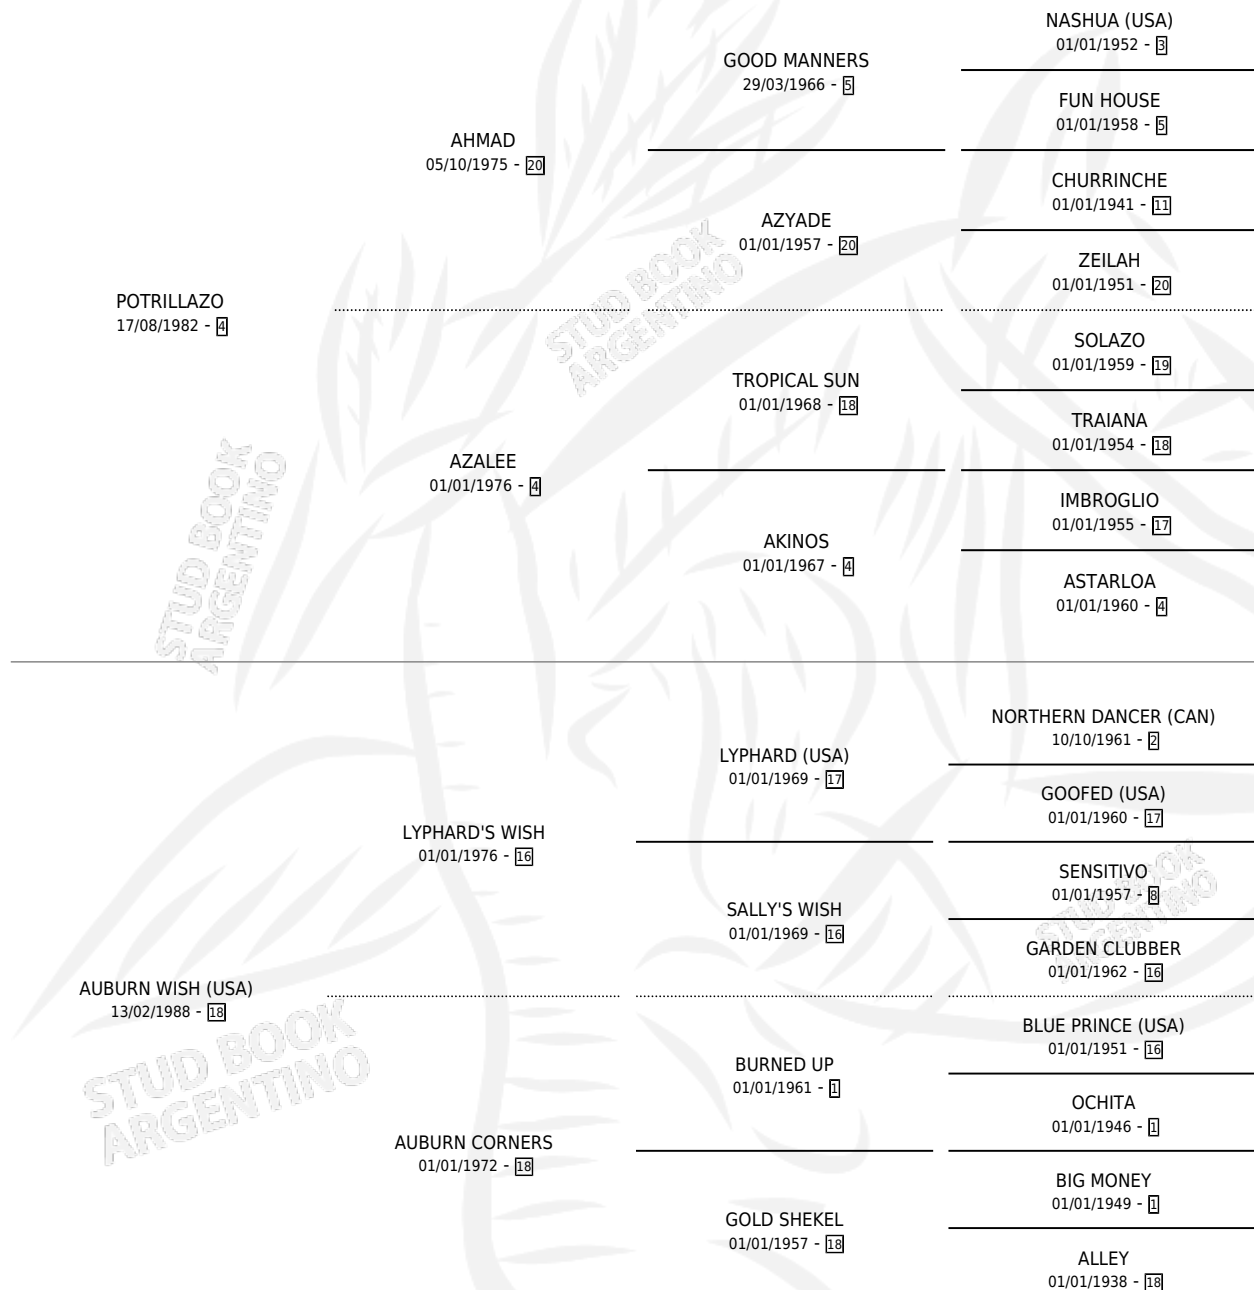 NASHUA (USA)
01/01/1952 - 3
GOOD MANNERS
29/03/1966 - 5
FUN HOUSE
01/01/1958 - 5
AHMAD
05/10/1975 - 20
CHURRINCHE
01/01/1941 - 11
AZYADE
01/01/1957 - 20
ZEILAH
01/01/1951 - 20
POTRILLAZO
17/08/1982 - 4
STUD BOOK
ARGENTINO
SOLAZO
01/01/1959 - 19
TROPICAL SUN
01/01/1968 - 18
TRAIANA
01/01/1954 - 18
AZALEE
01/01/1976 - 4
IMBROGLIO
01/01/1955 - 17
AKINOS
01/01/1967 - 4
ASTARLOA
01/01/1960 - 4
STUD BOOK
ARGENTINO
NORTHERN DANCER (CAN)
10/10/1961 - 2
LYPHARD (USA)
01/01/1969 - 17
GOOFED (USA)
01/01/1960 - 17
LYPHARD'S WISH
01/01/1976 - 16
SENSITIVO
01/01/1957 - 8
SALLY'S WISH
01/01/1969 - 16
STUD BOOK
ARGENTINO
GARDEN CLUBBER
01/01/1962 - 16
AUBURN WISH (USA)
13/02/1988 - 18
STUD BOOK
ARGENTINO
BLUE PRINCE (USA)
01/01/1951 - 16
BURNED UP
01/01/1961 - 1
OCHITA
01/01/1946 - 1
AUBURN CORNERS
01/01/1972 - 18
BIG MONEY
01/01/1949 - 1
GOLD SHEKEL
01/01/1957 - 18
ALLEY
01/01/1938 - 18